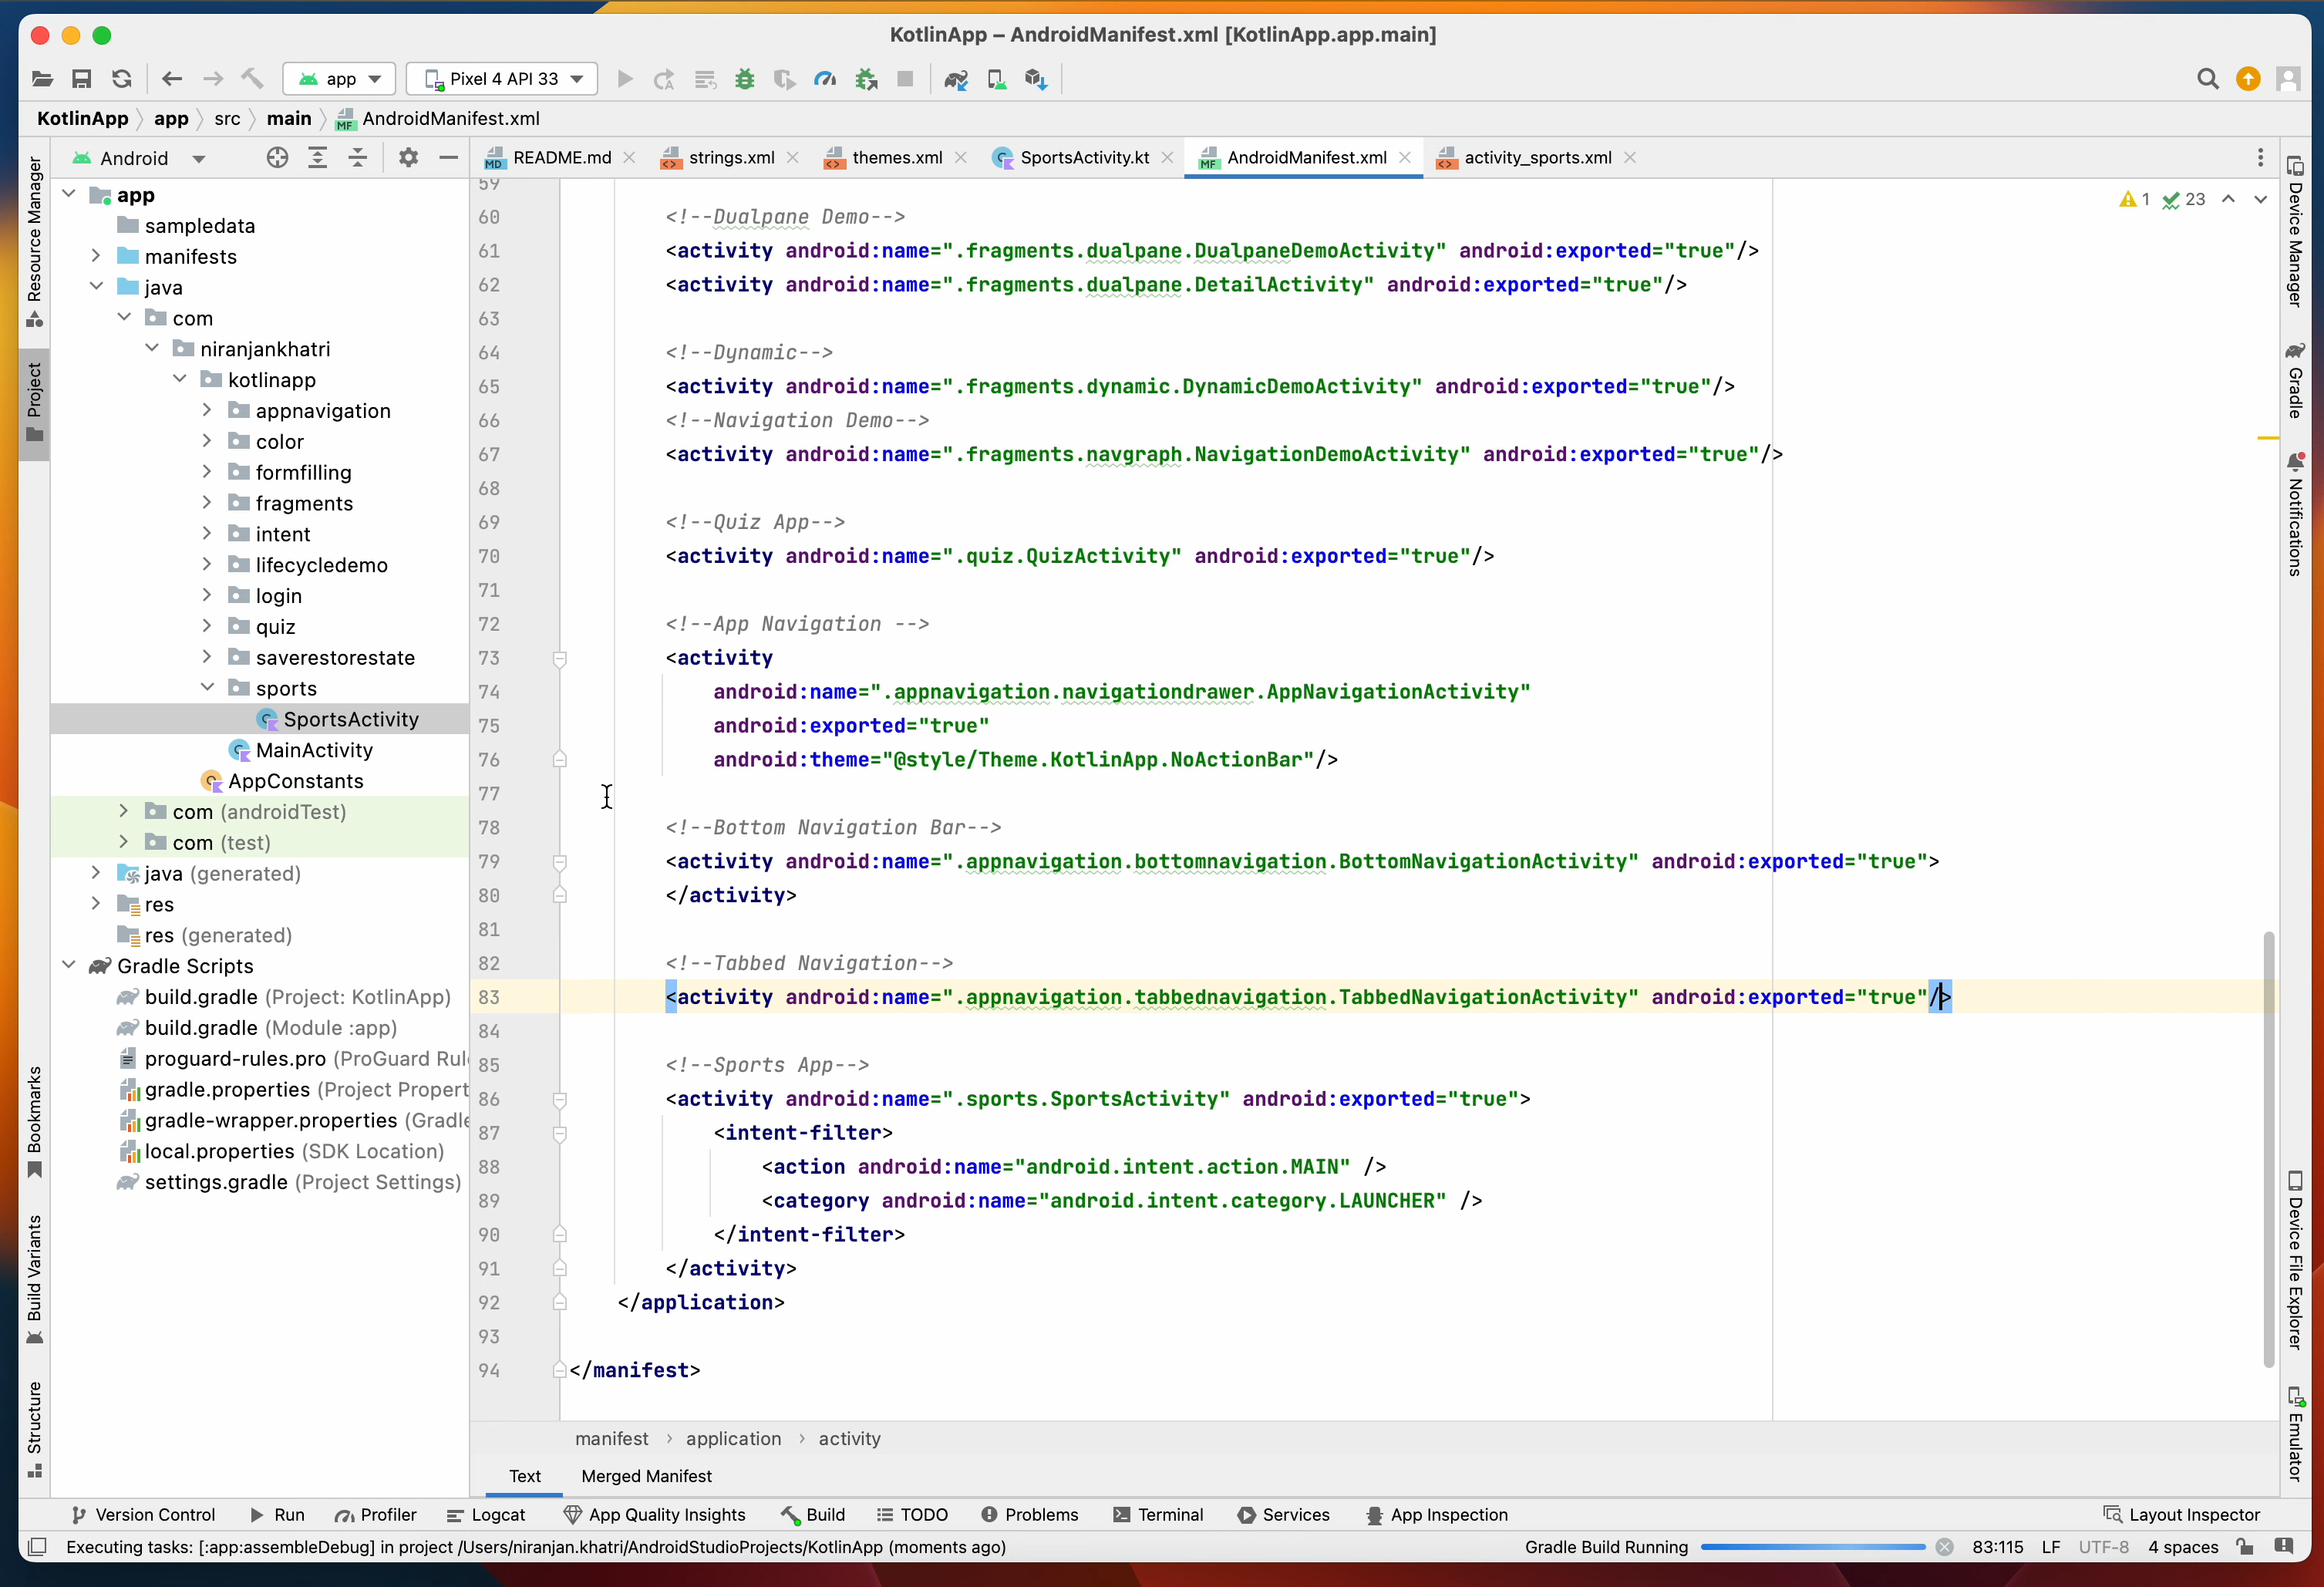 KotlinApp – AndroidManifest.xml [KotlinApp.app.main]
app
Pixel 4 API 33
KotlinApp app src main AndroidManifest.xml
Android
README.md
strings.xml
themes.xml
SportsActivity.kt
AndroidManifest.xml
activity_sports.xml
Resource Manager
Project
Bookmarks
Build Variants
Structure
app
sampledata
manifests
java
com
niranjankhatri
kotlinapp
appnavigation
color
formfilling
fragments
intent
lifecycledemo
login
quiz
saverestorestate
sports
SportsActivity
MainActivity
AppConstants
com (androidTest)
com (test)
java (generated)
res
res (generated)
Gradle Scripts
build.gradle (Project: KotlinApp)
build.gradle (Module :app)
proguard-rules.pro (ProGuard Rul
gradle.properties (Project Propert
gradle-wrapper.properties (Gradle
local.properties (SDK Location)
settings.gradle (Project Settings)
1 23
59
60 <!--Dualpane Demo-->
61 <activity android:name=".fragments.dualpane.DualpaneDemoActivity" android:exported="true"/>
62 <activity android:name=".fragments.dualpane.DetailActivity" android:exported="true"/>
63
64 <!--Dynamic-->
65 <activity android:name=".fragments.dynamic.DynamicDemoActivity" android:exported="true"/>
66 <!--Navigation Demo-->
67 <activity android:name=".fragments.navgraph.NavigationDemoActivity" android:exported="true"/>
68
69 <!--Quiz App-->
70 <activity android:name=".quiz.QuizActivity" android:exported="true"/>
71
72 <!--App Navigation -->
73 <activity
74 android:name=".appnavigation.navigationdrawer.AppNavigationActivity"
75 android:exported="true"
76 android:theme="@style/Theme.KotlinApp.NoActionBar"/>
77
78 <!--Bottom Navigation Bar-->
79 <activity android:name=".appnavigation.bottomnavigation.BottomNavigationActivity" android:exported="true">
80 </activity>
81
82 <!--Tabbed Navigation-->
83 <activity android:name=".appnavigation.tabbednavigation.TabbedNavigationActivity" android:exported="true"/>
84
85 <!--Sports App-->
86 <activity android:name=".sports.SportsActivity" android:exported="true">
87 <intent-filter>
88 <action android:name="android.intent.action.MAIN" />
89 <category android:name="android.intent.category.LAUNCHER" />
90 </intent-filter>
91 </activity>
92 </application>
93
94 </manifest>
manifest › application › activity
Text Merged Manifest
Device Manager
Gradle
Notifications
Device File Explorer
Emulator
Version Control Run Profiler Logcat App Quality Insights Build TODO Problems Terminal Services App Inspection Layout Inspector
Executing tasks: [:app:assembleDebug] in project /Users/niranjan.khatri/AndroidStudioProjects/KotlinApp (moments ago) Gradle Build Running 83:115 LF UTF-8 4 spaces